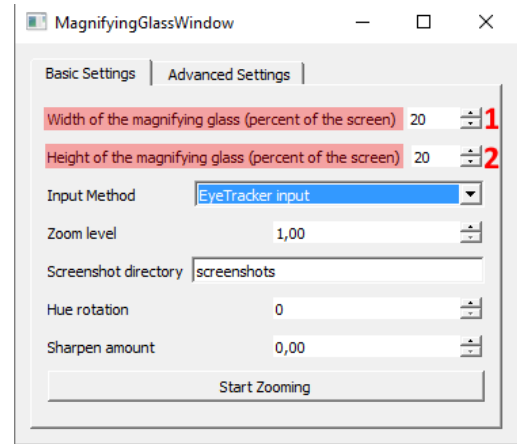 MagnifyingGlassWindow
Basic Settings Advanced Settings
Width of the magnifying glass (percent of the screen) 20 1
Height of the magnifying glass (percent of the screen) 20 2
Input Method EyeTracker input
Zoom level 1,00
Screenshot directory screenshots
Hue rotation 0
Sharpen amount 0,00
Start Zooming